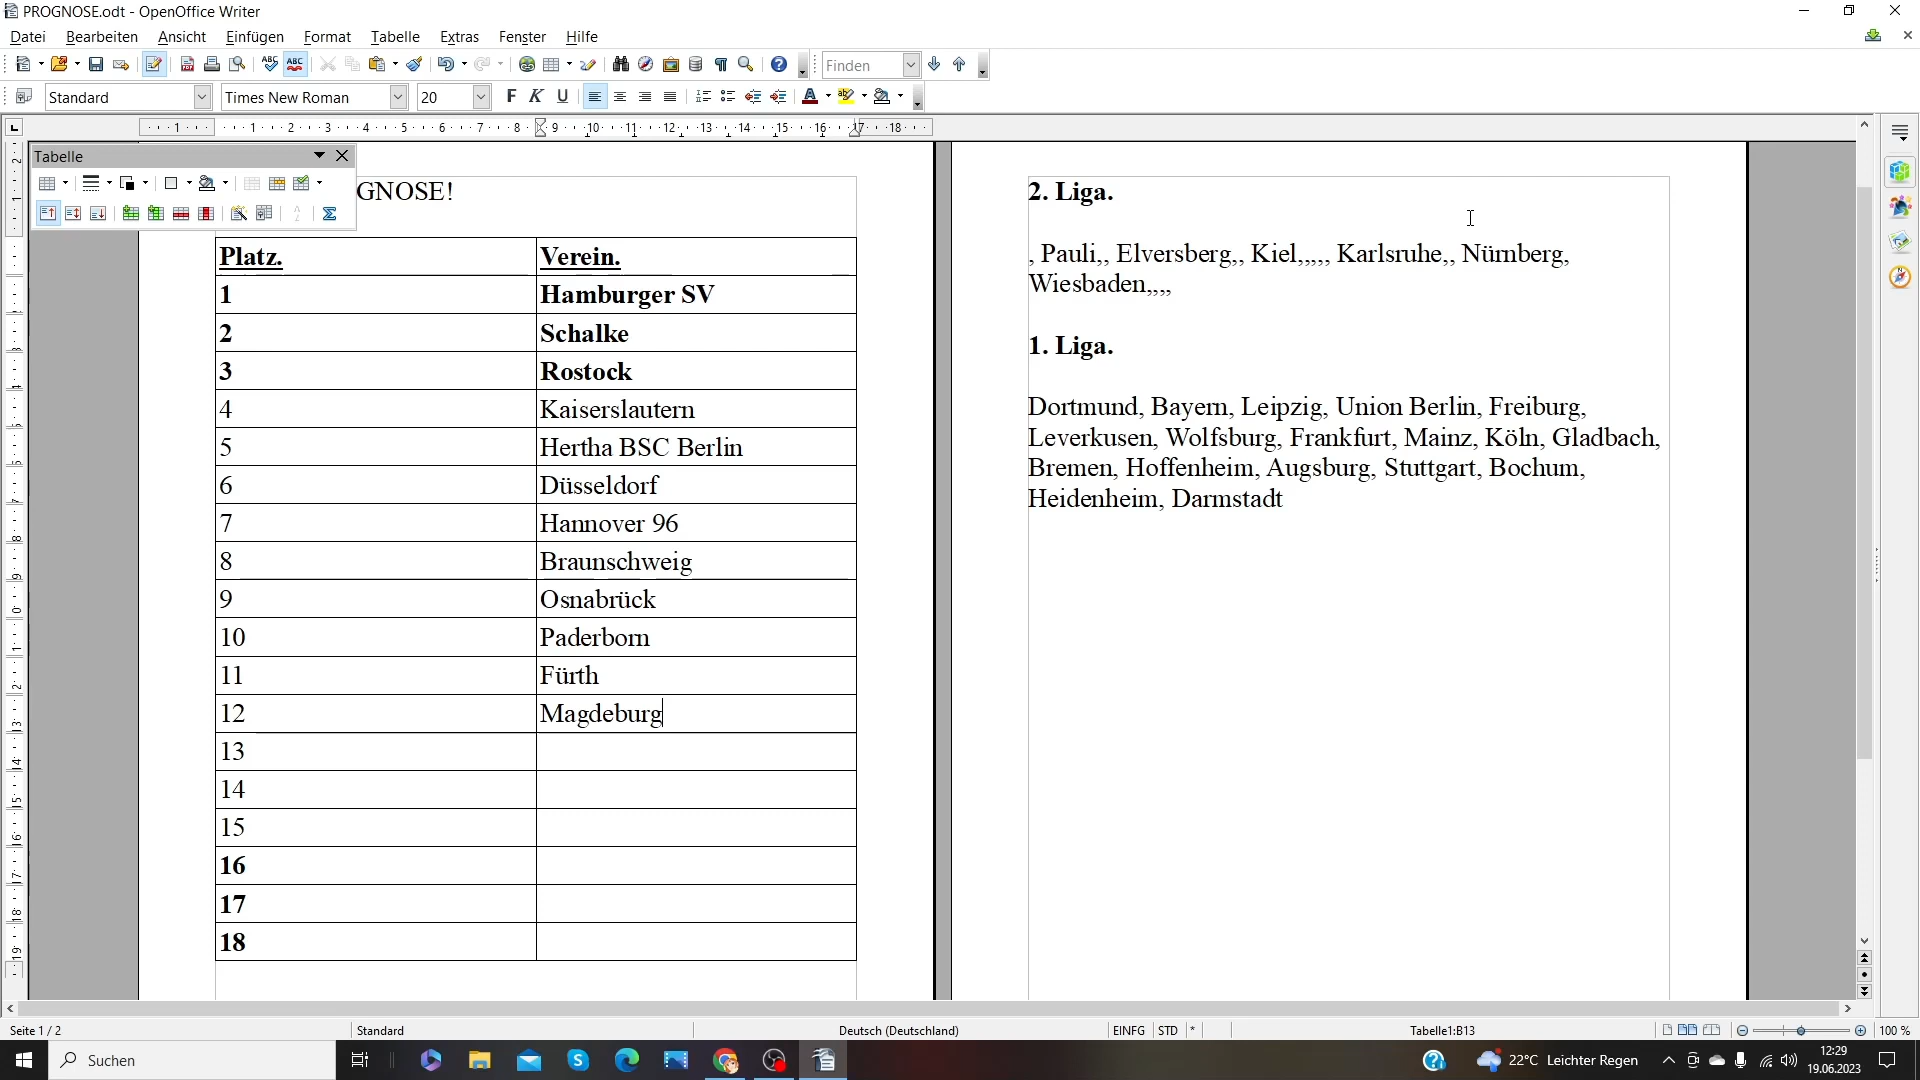 PROGNOSE.odt - OpenOffice Writer
Datei Bearbeiten Ansicht Einfügen Format Tabelle Extras Fenster Hilfe
Finden
Standard Times New Roman 20 F K U
Tabelle
GNOSE!
Platz. Verein.
1 Hamburger SV
2 Schalke
3 Rostock
4 Kaiserslautern
5 Hertha BSC Berlin
6 Düsseldorf
7 Hannover 96
8 Braunschweig
9 Osnabrück
10 Paderborn
11 Fürth
12 Magdeburg
13
14
15
16
17
18
2. Liga.
, Pauli,, Elversberg,, Kiel,,,,, Karlsruhe,, Nürnberg,
Wiesbaden,,,,
1. Liga.
Dortmund, Bayern, Leipzig, Union Berlin, Freiburg,
Leverkusen, Wolfsburg, Frankfurt, Mainz, Köln, Gladbach,
Bremen, Hoffenheim, Augsburg, Stuttgart, Bochum,
Heidenheim, Darmstadt
Seite 1 / 2 Standard Deutsch (Deutschland) EINFG STD * Tabelle1:B13 100 %
Suchen 22°C Leichter Regen 12:29
19.06.2023